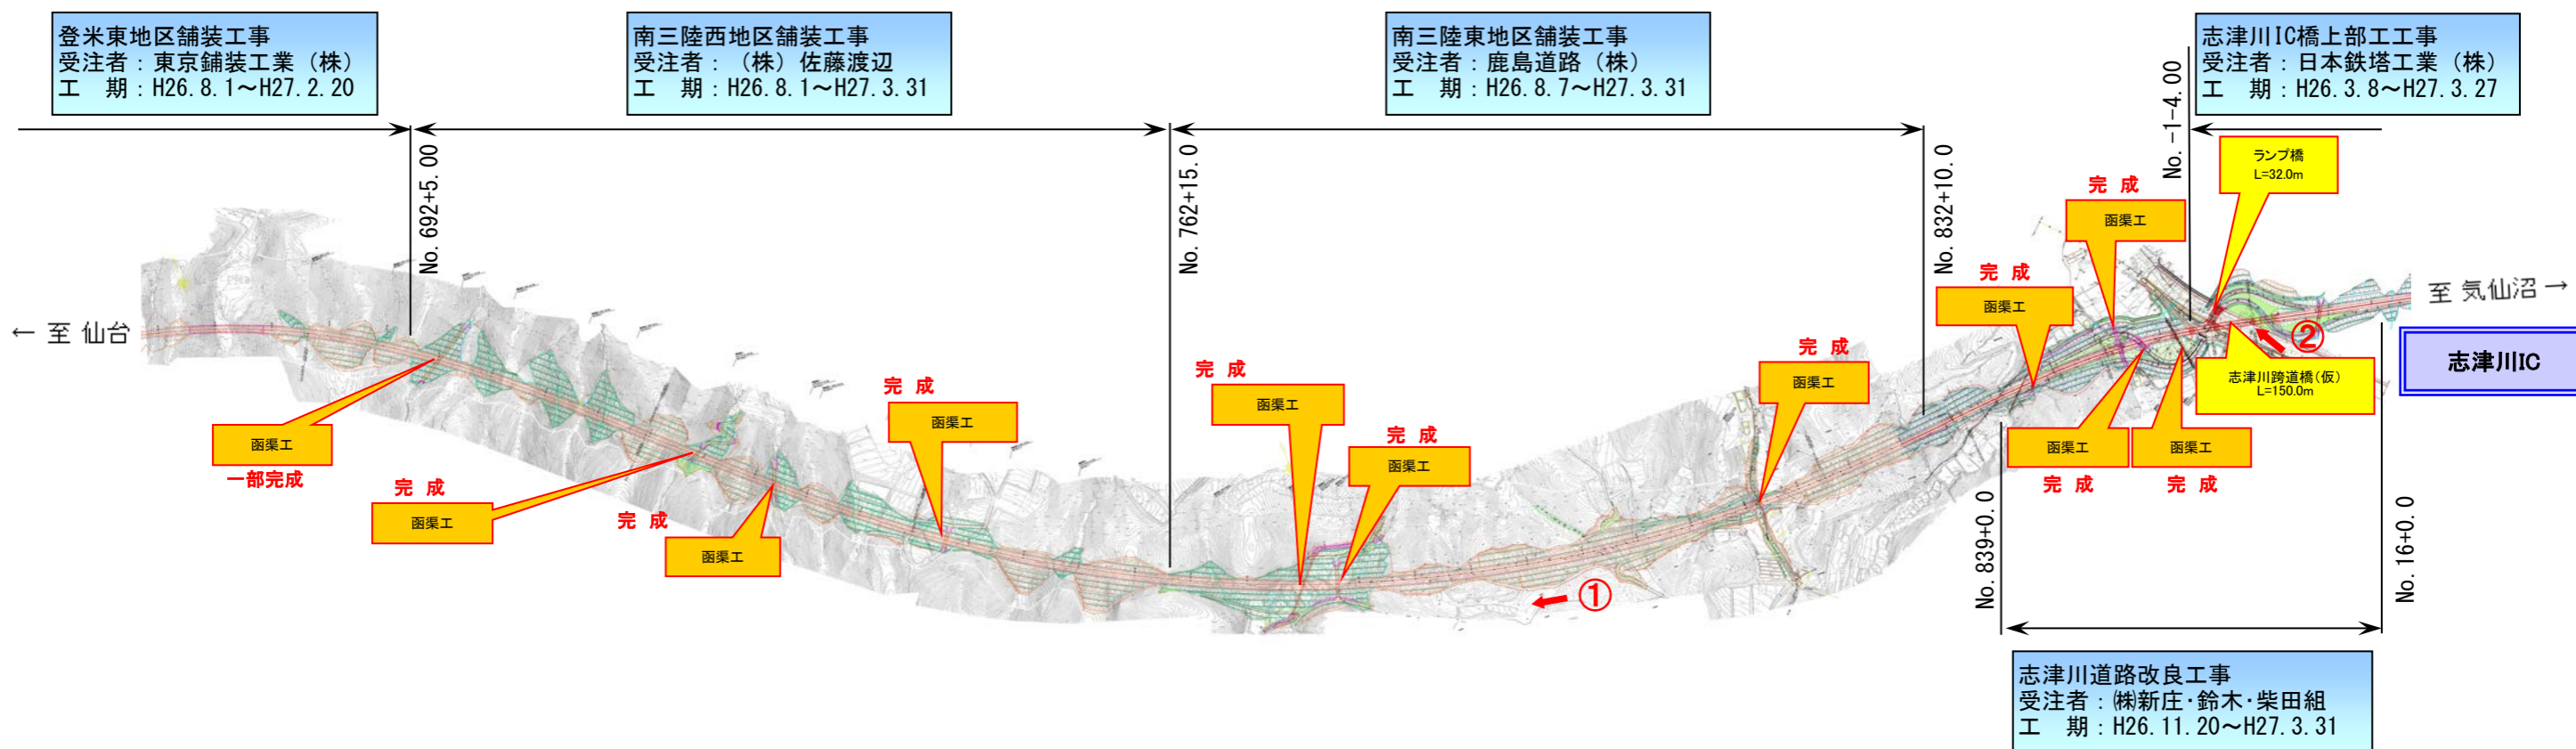 登米東地区舗装工事
受注者：東京鋪装工業（株）
工　期：H26.8.1～H27.2.20
南三陸西地区舗装工事
受注者：（株）佐藤渡辺
工　期：H26.8.1～H27.3.31
南三陸東地区舗装工事
受注者：鹿島道路（株）
工　期：H26.8.7～H27.3.31
志津川IC橋上部工工事
受注者：日本鉄塔工業（株）
工　期：H26.3.8～H27.3.27
No.692+5.00
No.762+15.0
No.832+10.0
No.-1-4.00
ランプ橋
L=32.0m
完 成
函渠工
完 成
函渠工
← 至 仙台
至 気仙沼 →
②
志津川IC
志津川跨道橋(仮)
L=150.0m
完 成
函渠工
完 成
函渠工
完 成
函渠工
完 成
函渠工
函渠工
一部完成
完 成
函渠工
完 成
函渠工
函渠工
完 成
函渠工
完 成
①
No.839+0.0
No.16+0.0
志津川道路改良工事
受注者：㈱新庄･鈴木･柴田組
工　期：H26.11.20～H27.3.31